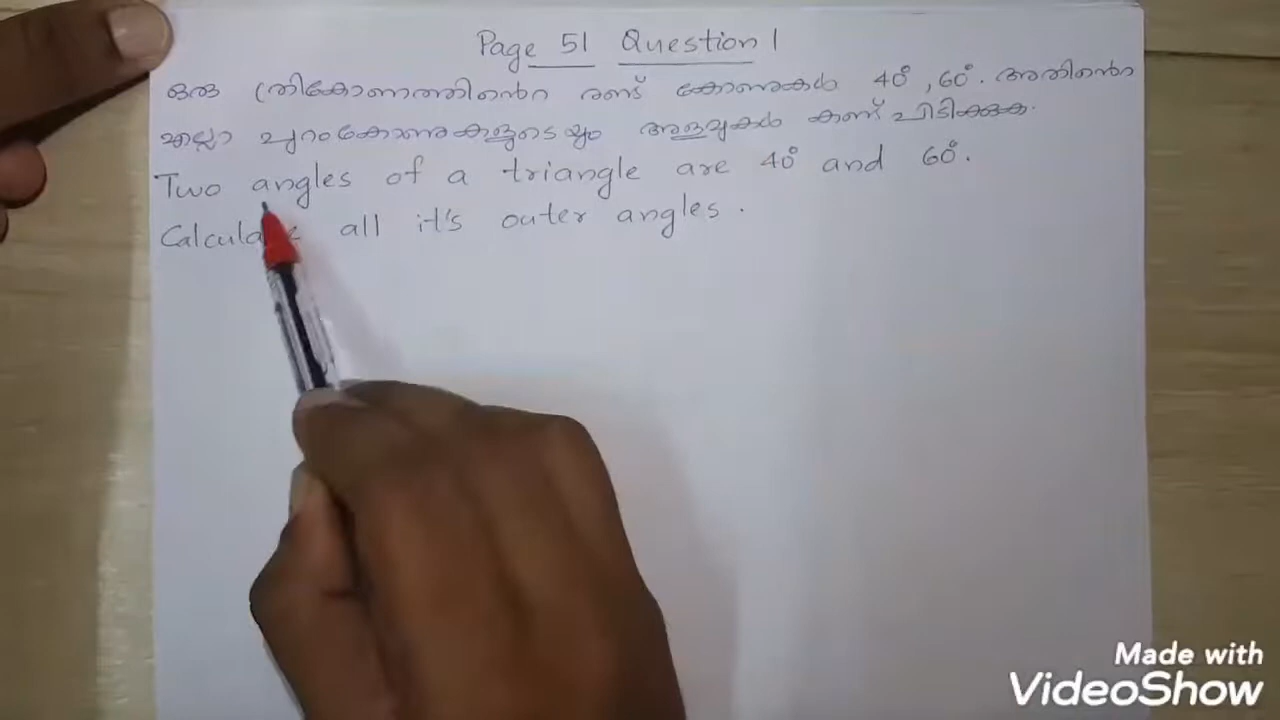 Page 51 Question 1
ഒരു ത്രികോണത്തിൻെറ രണ്ട് കോണുകൾ 40°, 60°. അതിൻെറ
എല്ലാ പുറംകോണുകളുടെയും അളവുകൾ കണ്ട് പിടിക്കുക.
Two angles of a triangle are 40° and 60°.
all it's outer angles.
Made with
VideoShow